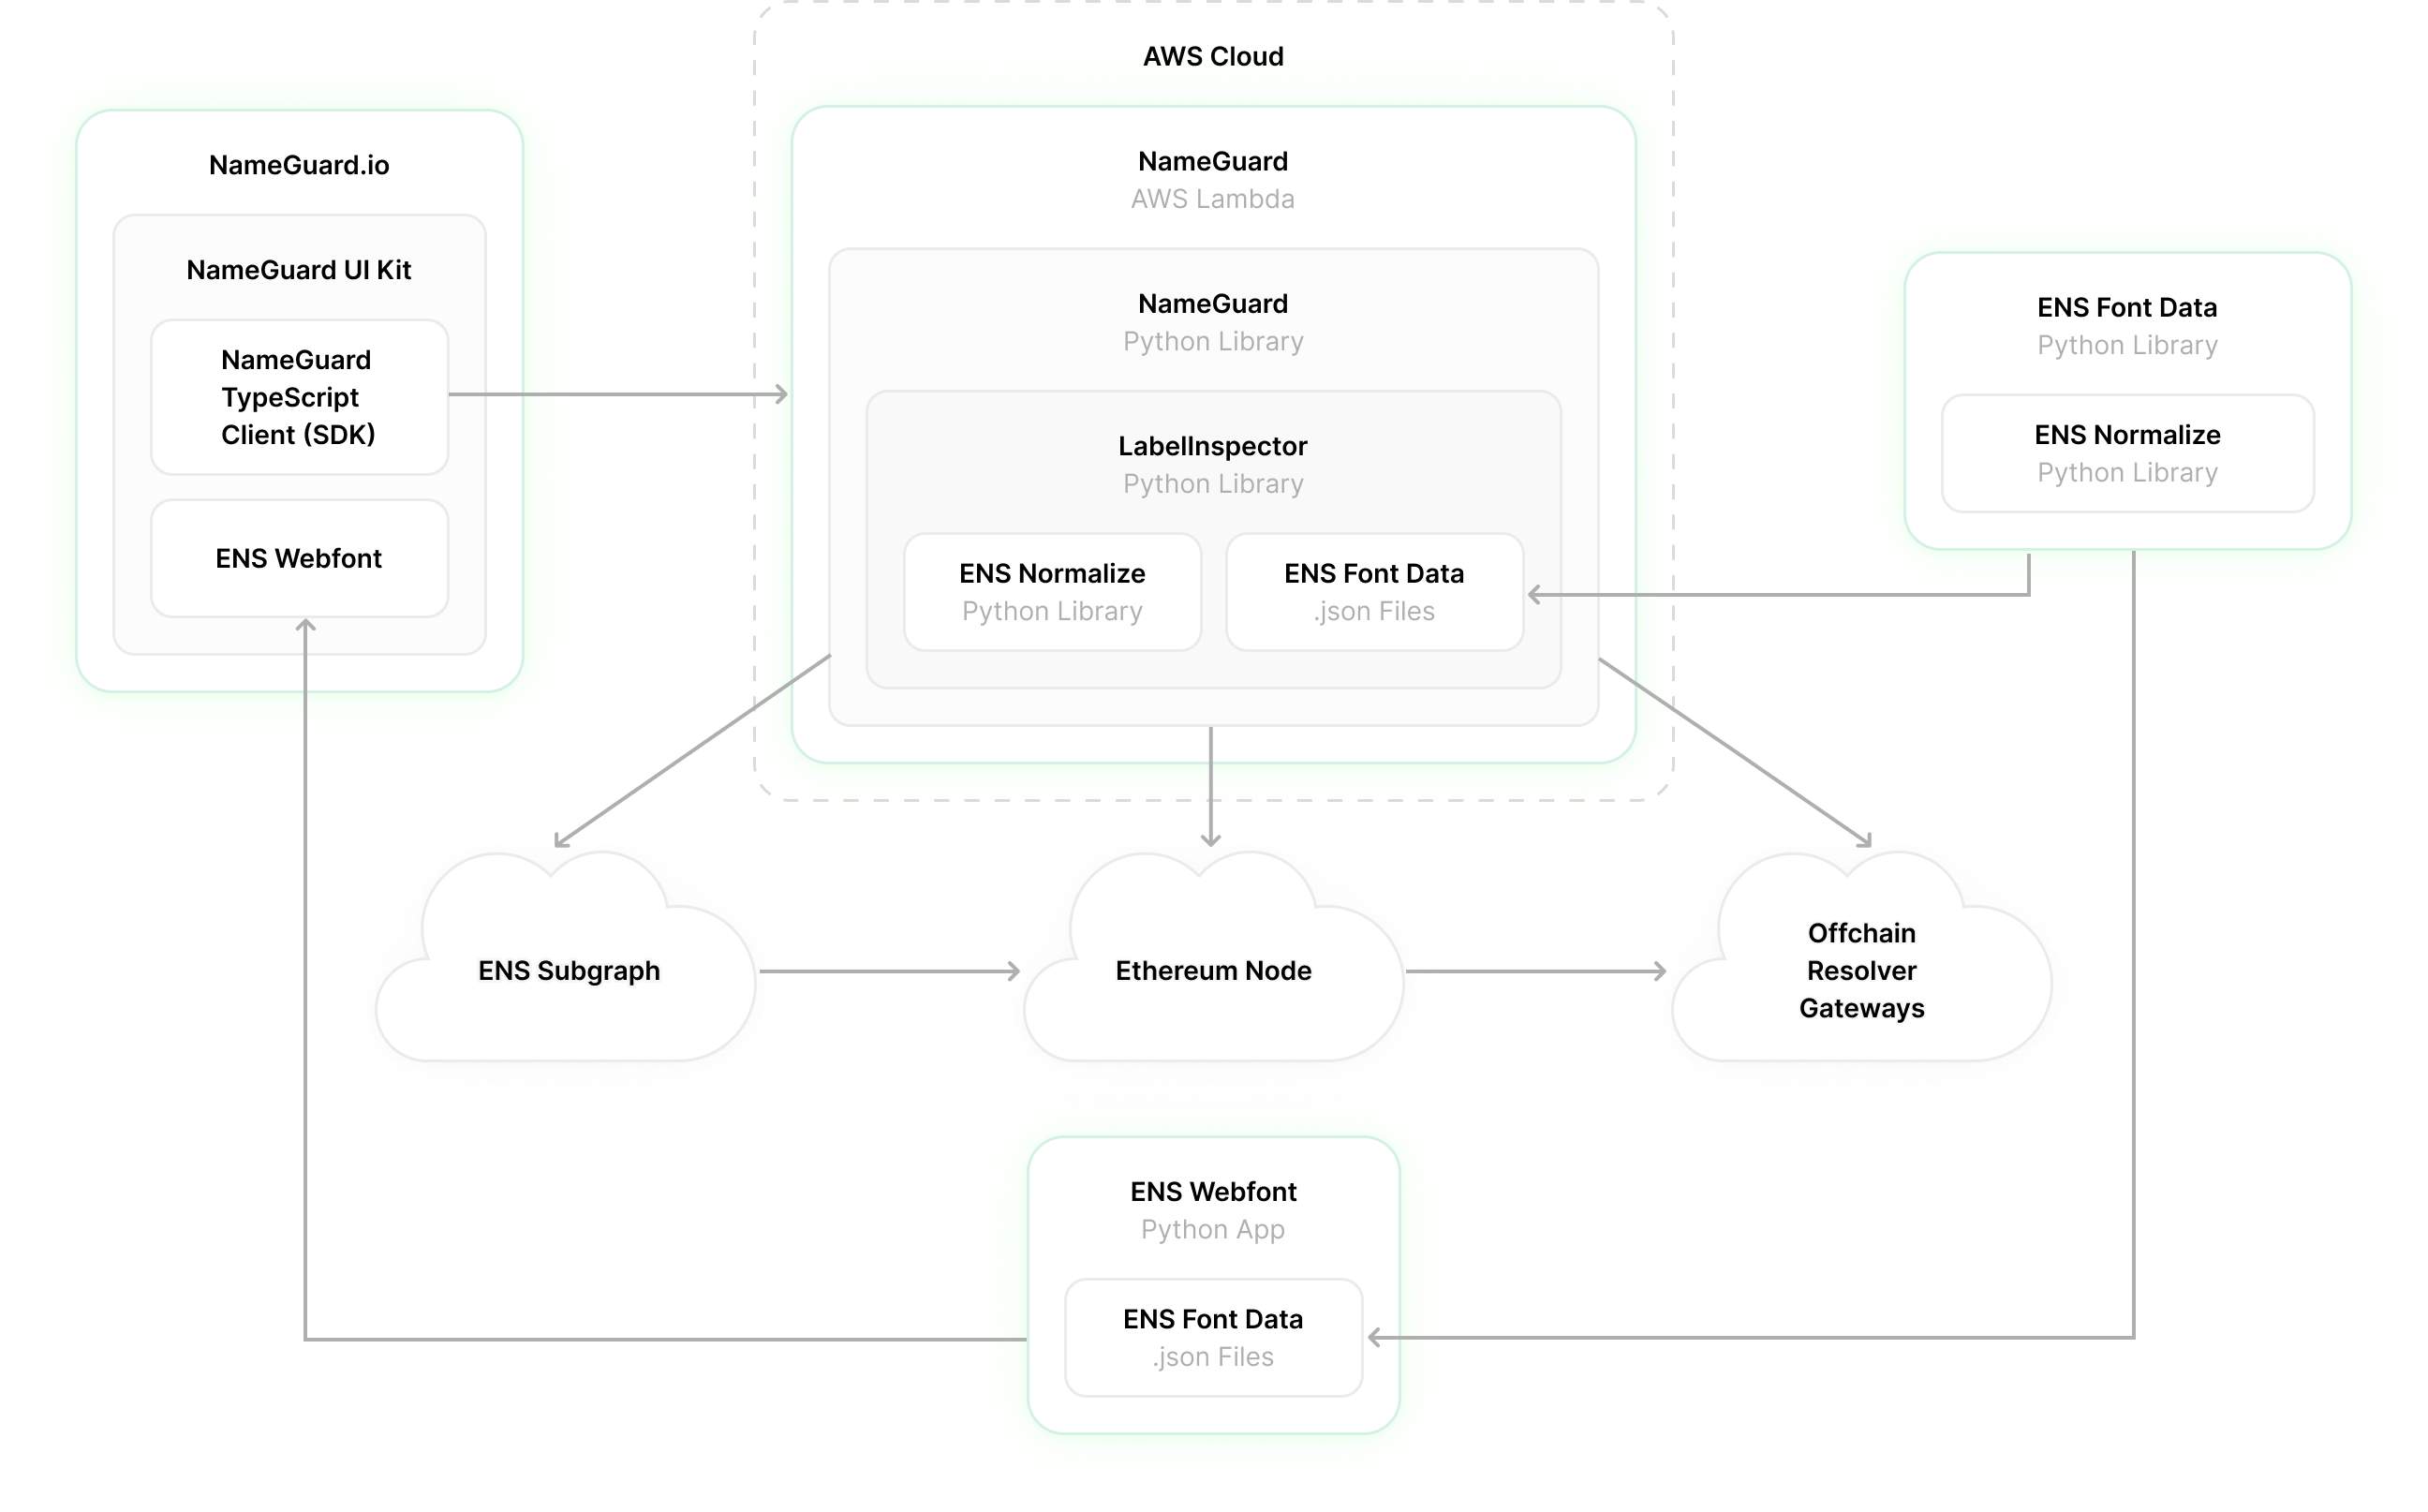 AWS Cloud
NameGuard.io
NameGuard UI Kit
NameGuard
TypeScript
Client (SDK)
ENS Webfont
NameGuard
AWS Lambda
NameGuard
Python Library
LabelInspector
Python Library
ENS Normalize
Python Library
ENS Font Data
.json Files
ENS Font Data
Python Library
ENS Normalize
Python Library
ENS Subgraph
Ethereum Node
Offchain
Resolver
Gateways
ENS Webfont
Python App
ENS Font Data
.json Files